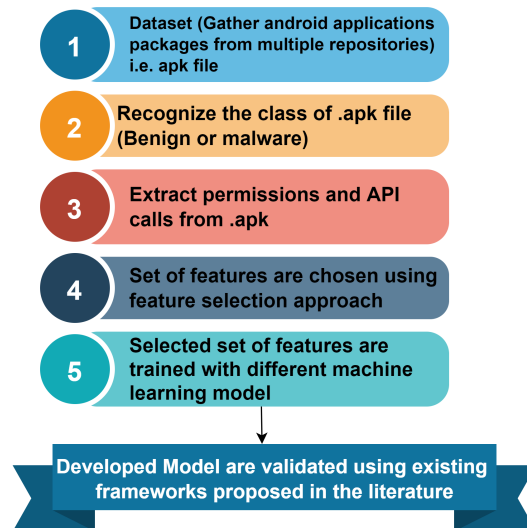 1
Dataset (Gather android applications
packages from multiple repositories)
i.e. apk file
2
Recognize the class of .apk file
(Benign or malware)
3
Extract permissions and API
calls from .apk
4
Set of features are chosen using
feature selection approach
5
Selected set of features are
trained with different machine
learning model
Developed Model are validated using existing
frameworks proposed in the literature